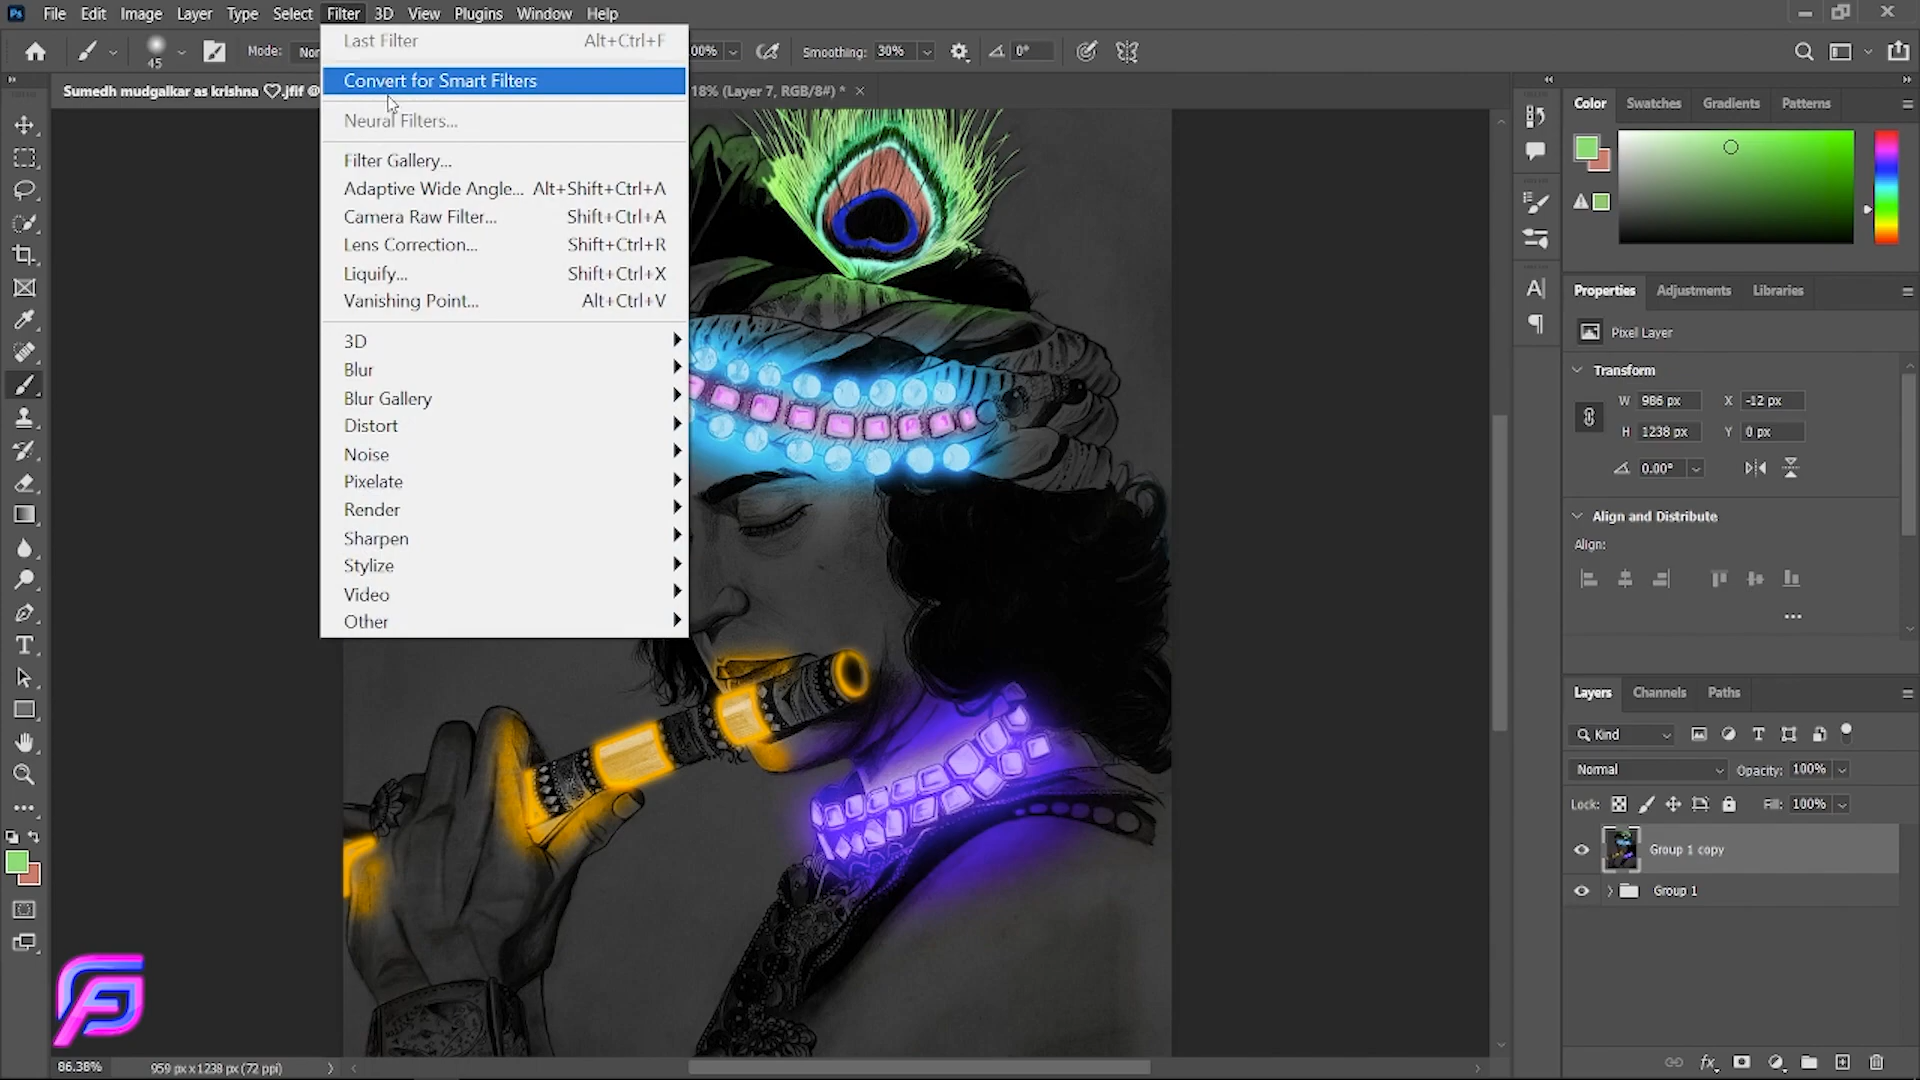 Ps File Edit Image Layer Type Select Filter 3D View Plugins Window Help
45 Mode: Nor 00% Smoothing: 30% 0°
Last Filter Alt+Ctrl+F
Convert for Smart Filters
Neural Filters...
Filter Gallery...
Adaptive Wide Angle... Alt+Shift+Ctrl+A
Camera Raw Filter... Shift+Ctrl+A
Lens Correction... Shift+Ctrl+R
Liquify... Shift+Ctrl+X
Vanishing Point... Alt+Ctrl+V
3D
Blur
Blur Gallery
Distort
Noise
Pixelate
Render
Sharpen
Stylize
Video
Other
Sumedh mudgalkar as krishna ♡.jfif @ 18% (Layer 7, RGB/8#) * ×
Color Swatches Gradients Patterns
Properties Adjustments Libraries
Pixel Layer
Transform
W 986 px X -12 px
H 1238 px Y 0 px
0.00°
Align and Distribute
Align:
Layers Channels Paths
Kind
Normal Opacity: 100%
Lock: Fill: 100%
Group 1 copy
Group 1
86.38% 959 px x 1238 px (72 ppi)